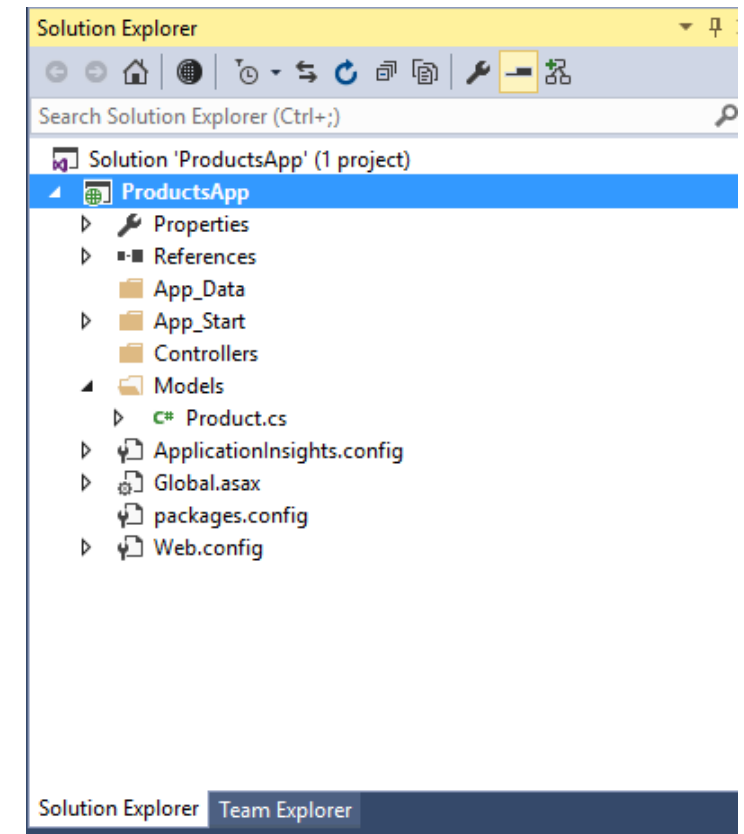 Solution Explorer
Search Solution Explorer (Ctrl+;)
Solution 'ProductsApp' (1 project)
ProductsApp
Properties
References
App_Data
App_Start
Controllers
Models
C# Product.cs
ApplicationInsights.config
Global.asax
packages.config
Web.config
Solution Explorer Team Explorer